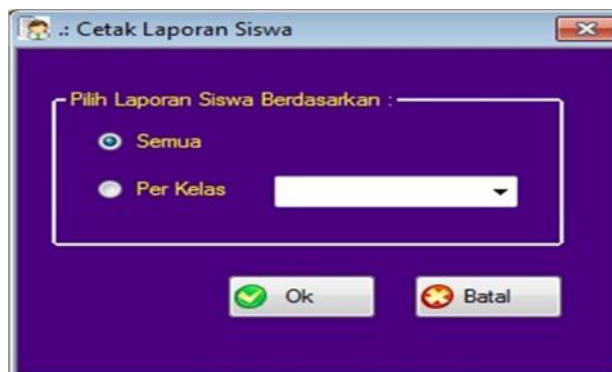 .: Cetak Laporan Siswa
Pilih Laporan Siswa Berdasarkan :
Semua
Per Kelas
Ok
Batal